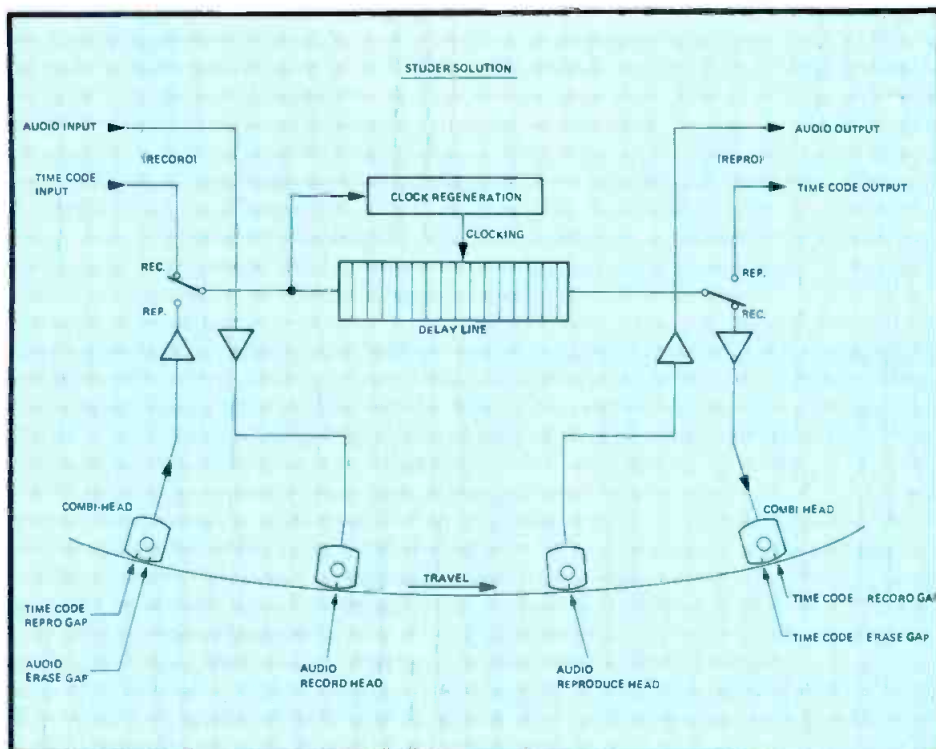 STUDER SOLUTION
AUDIO INPUT
AUDIO OUTPUT
(RECORD)
(REPRO)
TIME CODE
INPUT
TIME CODE OUTPUT
CLOCK REGENERATION
CLOCKING
REC.
REP.
REP.
REC.
DELAY LINE
COMBI-HEAD
COMBI HEAD
TRAVEL
TIME CODE
REPRO GAP
TIME CODE RECORD GAP
TIME CODE ERASE GAP
AUDIO
ERASE GAP
AUDIO
RECORD HEAD
AUDIO
REPRODUCE HEAD